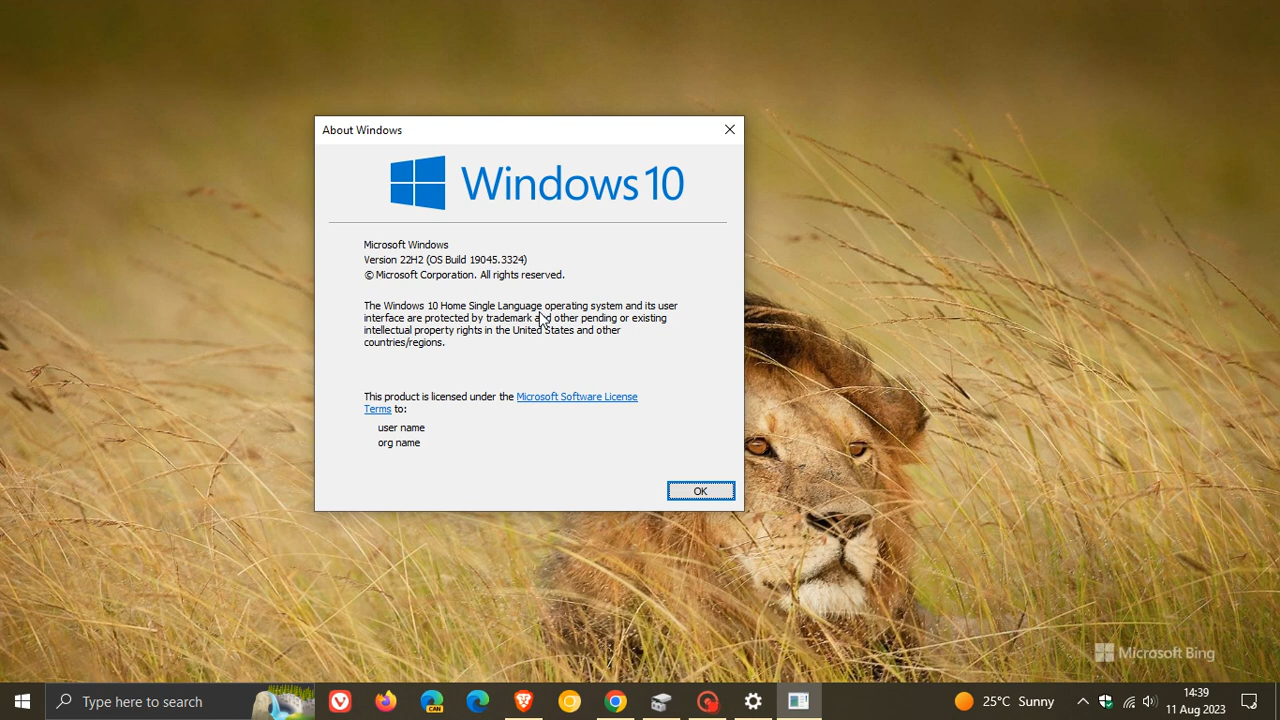 About Windows
Windows 10
Microsoft Windows
Version 22H2 (OS Build 19045.3324)
© Microsoft Corporation. All rights reserved.
The Windows 10 Home Single Language operating system and its user
interface are protected by trademark and other pending or existing
intellectual property rights in the United States and other
countries/regions.
This product is licensed under the Microsoft Software License
Terms to:
user name
org name
OK
Microsoft Bing
Type here to search
CAN
25°C Sunny
14:39
11 Aug 2023